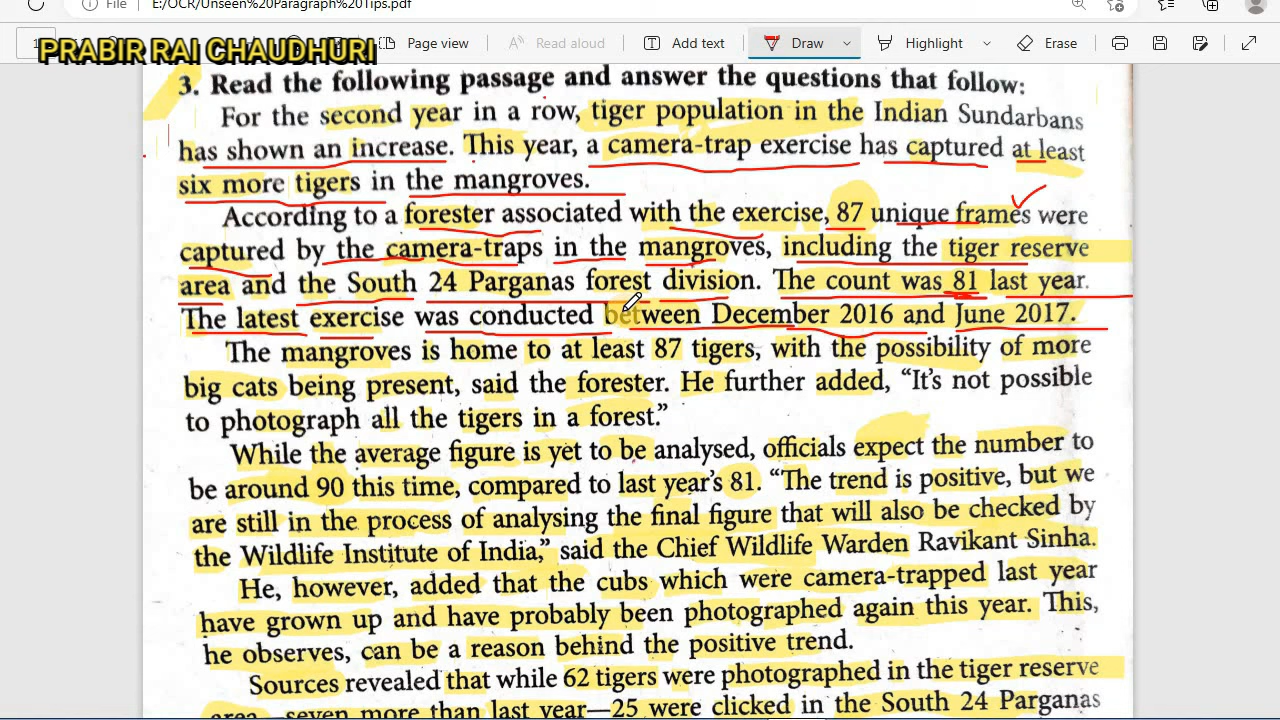 E:/OCR/Unseen%20Paragraph%20Tips.pdf
File
PRABIR RAI CHAUDHURI
Page view
Read aloud
Add text
Draw
Highlight
Erase
3. Read the following passage and answer the questions that follow:
For the second year in a row, tiger population in the Indian Sundarbans
has shown an increase. This year, a camera-trap exercise has captured at least
six more tigers in the mangroves.
According to a forester associated with the exercise, 87 unique frames were
captured by the camera-traps in the mangroves, including the tiger reserve
area and the South 24 Parganas forest division. The count was 81 last year.
The latest exercise was conducted between December 2016 and June 2017.
The mangroves is home to at least 87 tigers, with the possibility of more
big cats being present, said the forester. He further added, “It's not possible
to photograph all the tigers in a forest.”
While the average figure is yet to be analysed, officials expect the number to
be around 90 this time, compared to last year's 81. “The trend is positive, but we
are still in the process of analysing the final figure that will also be checked by
the Wildlife Institute of India,” said the Chief Wildlife Warden Ravikant Sinha.
He, however, added that the cubs which were camera-trapped last year
have grown up and have probably been photographed again this year. This,
he observes, can be a reason behind the positive trend.
Sources revealed that while 62 tigers were photographed in the tiger reserve
area—seven more than last year—25 were clicked in the South 24 Parganas